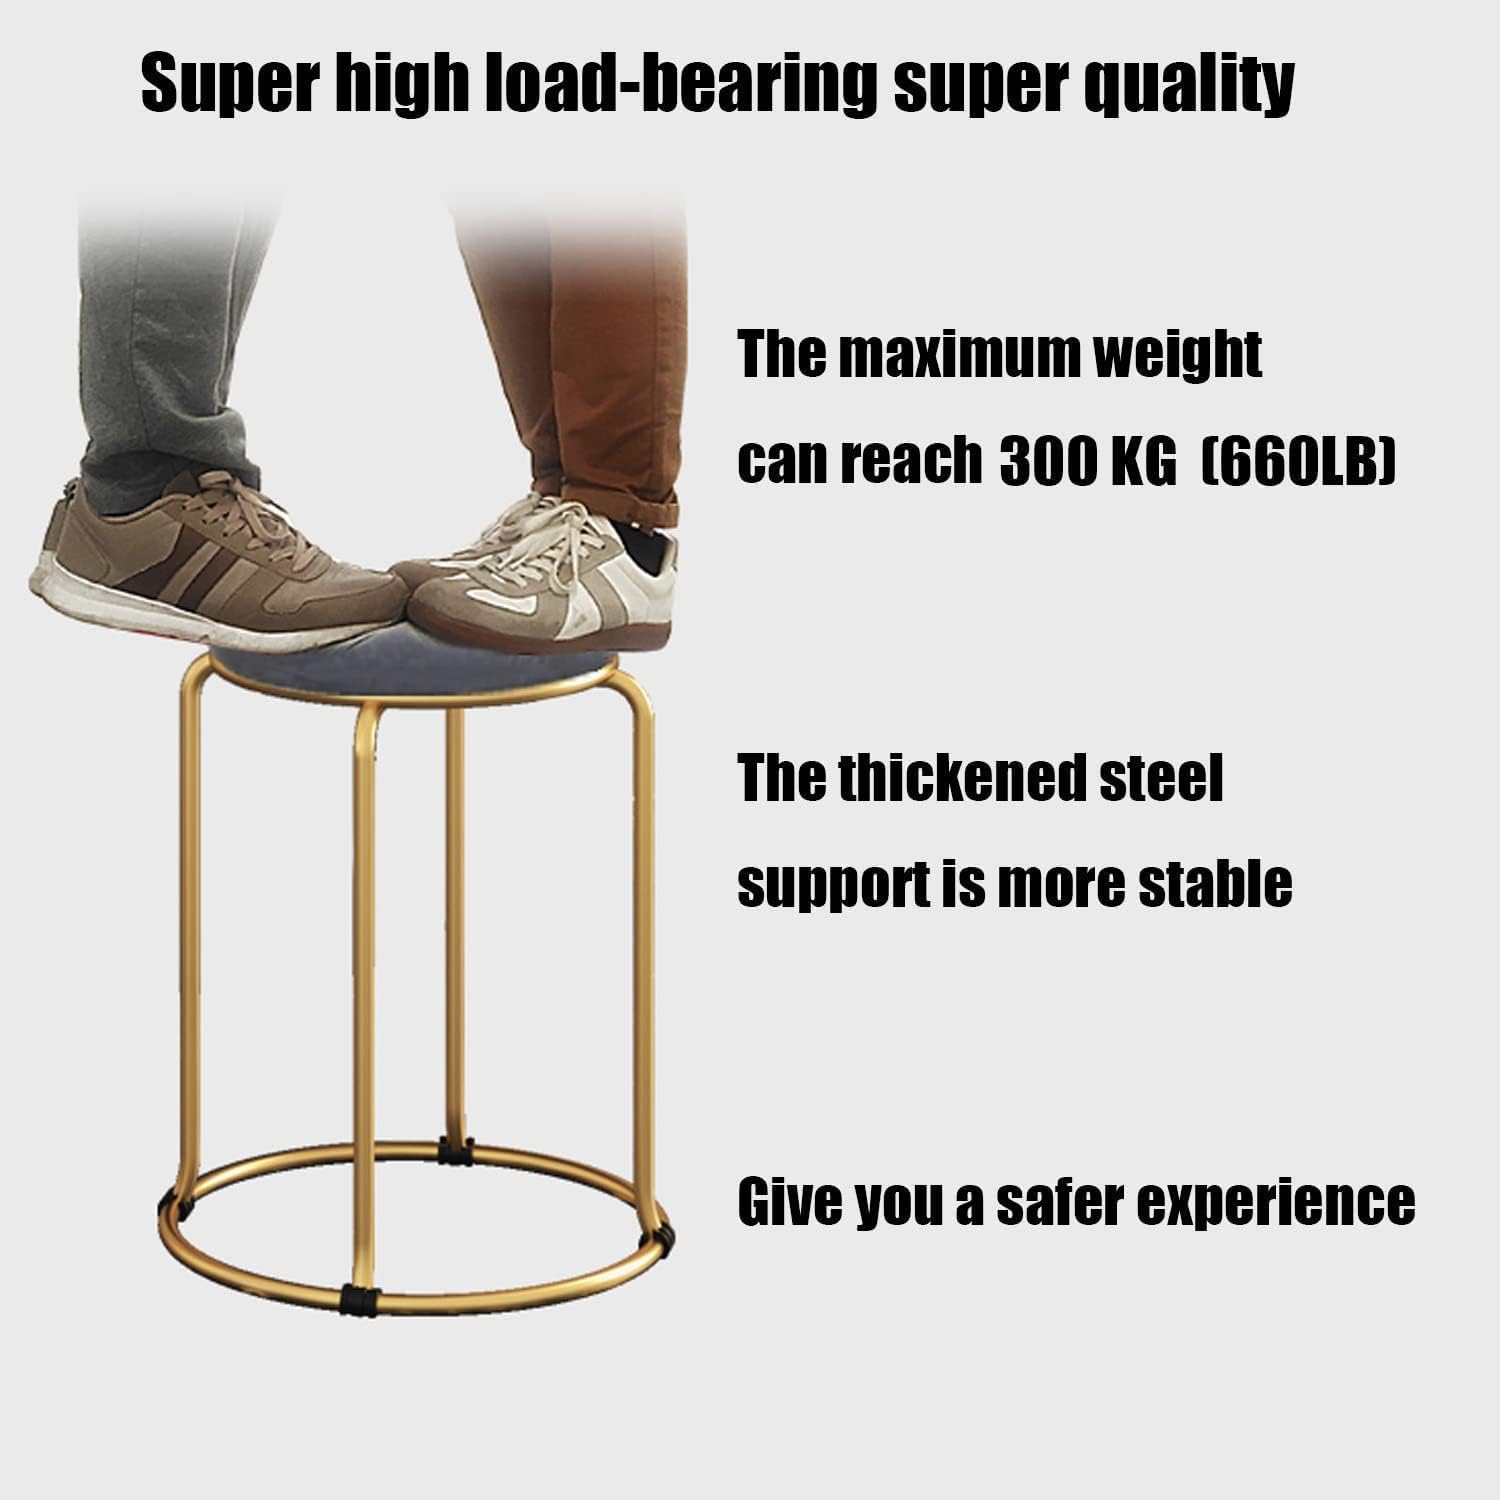 Super high load-bearing super quality
The maximum weight
can reach 300 KG (660LB)
The thickened steel
support is more stable
Give you a safer experience